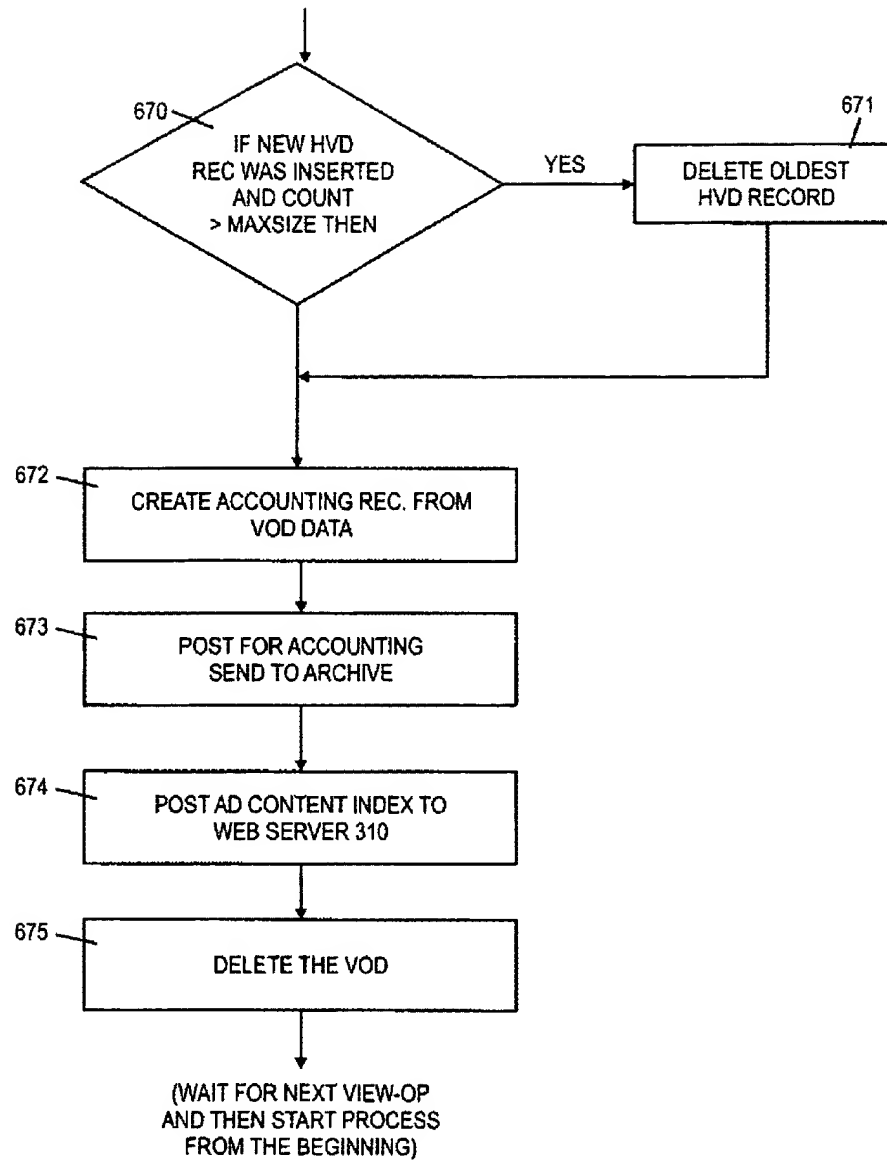 670
IF NEW HVD
REC WAS INSERTED
AND COUNT
> MAXSIZE THEN
YES
671
DELETE OLDEST
HVD RECORD
672
CREATE ACCOUNTING REC. FROM
VOD DATA
673
POST FOR ACCOUNTING
SEND TO ARCHIVE
674
POST AD CONTENT INDEX TO
WEB SERVER 310
675
DELETE THE VOD
(WAIT FOR NEXT VIEW-OP
AND THEN START PROCESS
FROM THE BEGINNING)